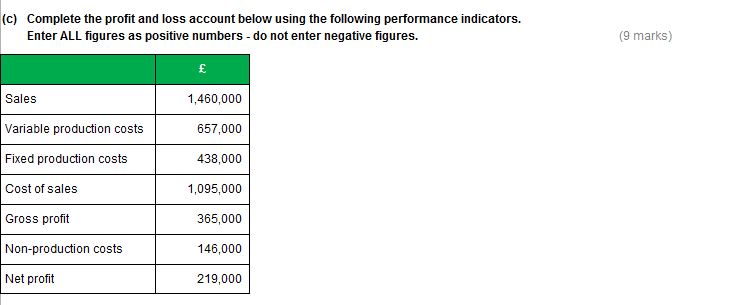 (c) Complete the profit and loss account below using the following performance indicators.
Enter ALL figures as positive numbers - do not enter negative figures. (9 marks)
£
Sales 1,460,000
Variable production costs 657,000
Fixed production costs 438,000
Cost of sales 1,095,000
Gross profit 365,000
Non-production costs 146,000
Net profit 219,000